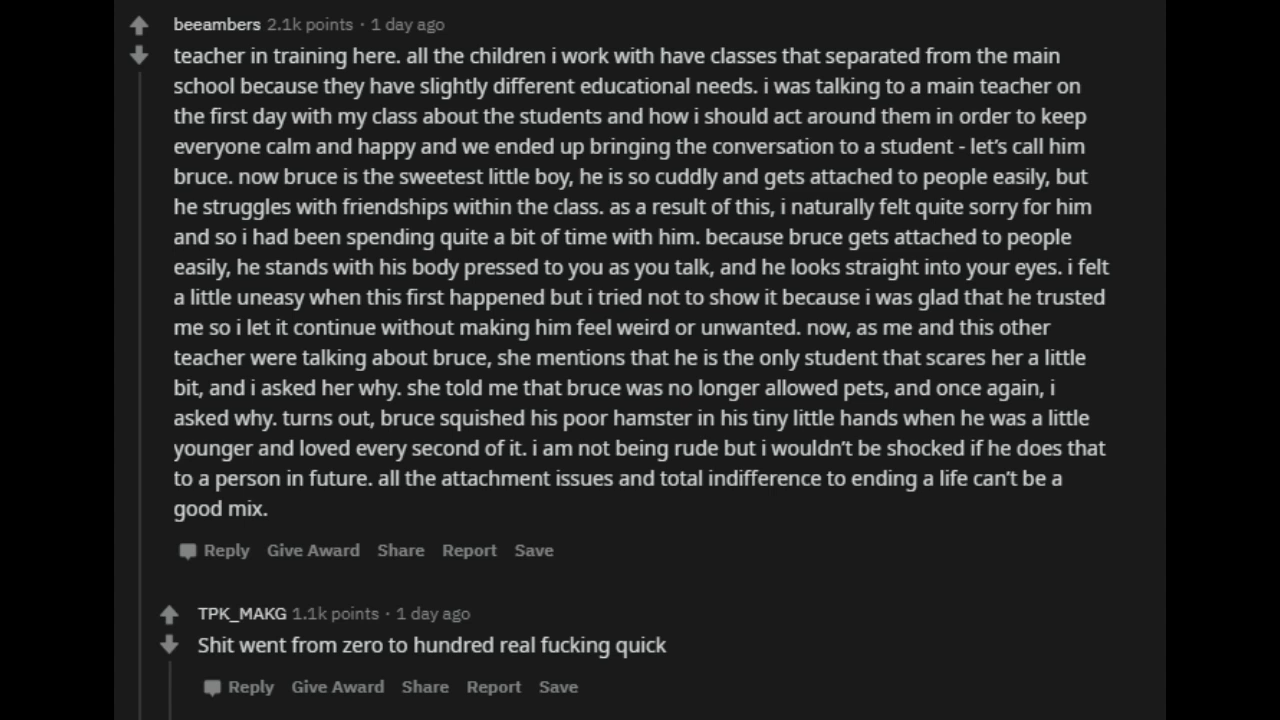 beeambers 2.1k points · 1 day ago
teacher in training here. all the children i work with have classes that separated from the main
school because they have slightly different educational needs. i was talking to a main teacher on
the first day with my class about the students and how i should act around them in order to keep
everyone calm and happy and we ended up bringing the conversation to a student - let's call him
bruce. now bruce is the sweetest little boy, he is so cuddly and gets attached to people easily, but
he struggles with friendships within the class. as a result of this, i naturally felt quite sorry for him
and so i had been spending quite a bit of time with him. because bruce gets attached to people
easily, he stands with his body pressed to you as you talk, and he looks straight into your eyes. i felt
a little uneasy when this first happened but i tried not to show it because i was glad that he trusted
me so i let it continue without making him feel weird or unwanted. now, as me and this other
teacher were talking about bruce, she mentions that he is the only student that scares her a little
bit, and i asked her why. she told me that bruce was no longer allowed pets, and once again, i
asked why. turns out, bruce squished his poor hamster in his tiny little hands when he was a little
younger and loved every second of it. i am not being rude but i wouldn't be shocked if he does that
to a person in future. all the attachment issues and total indifference to ending a life can't be a
good mix.
Reply Give Award Share Report Save
TPK_MAKG 1.1k points · 1 day ago
Shit went from zero to hundred real fucking quick
Reply Give Award Share Report Save